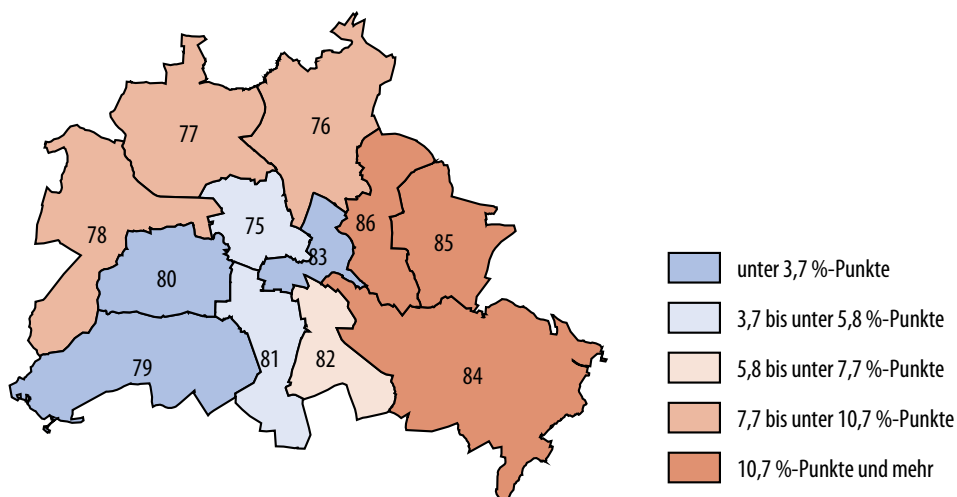 77
76
78
75
86
85
83
80
79
81
82
84
unter 3,7 %-Punkte
3,7 bis unter 5,8 %-Punkte
5,8 bis unter 7,7 %-Punkte
7,7 bis unter 10,7 %-Punkte
10,7 %-Punkte und mehr